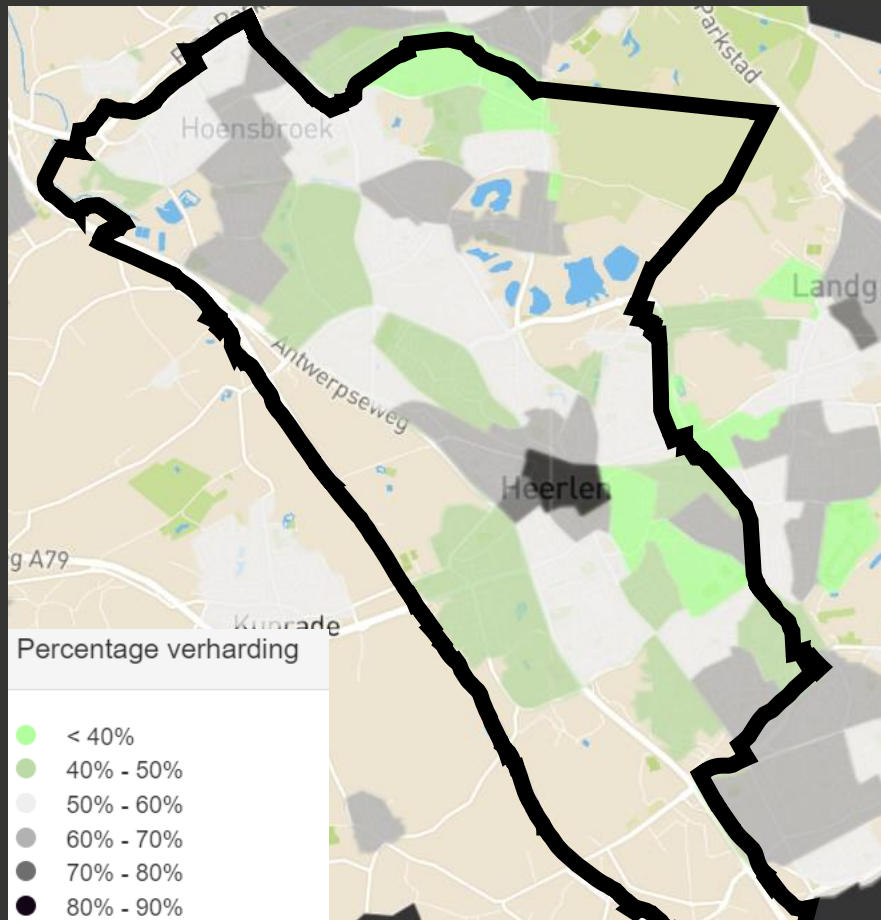 Parkstad
Hoensbroek
Landg
Antwerpseweg
Heerlen
g A79
Kunrade
Percentage verharding
< 40%
40% - 50%
50% - 60%
60% - 70%
70% - 80%
80% - 90%